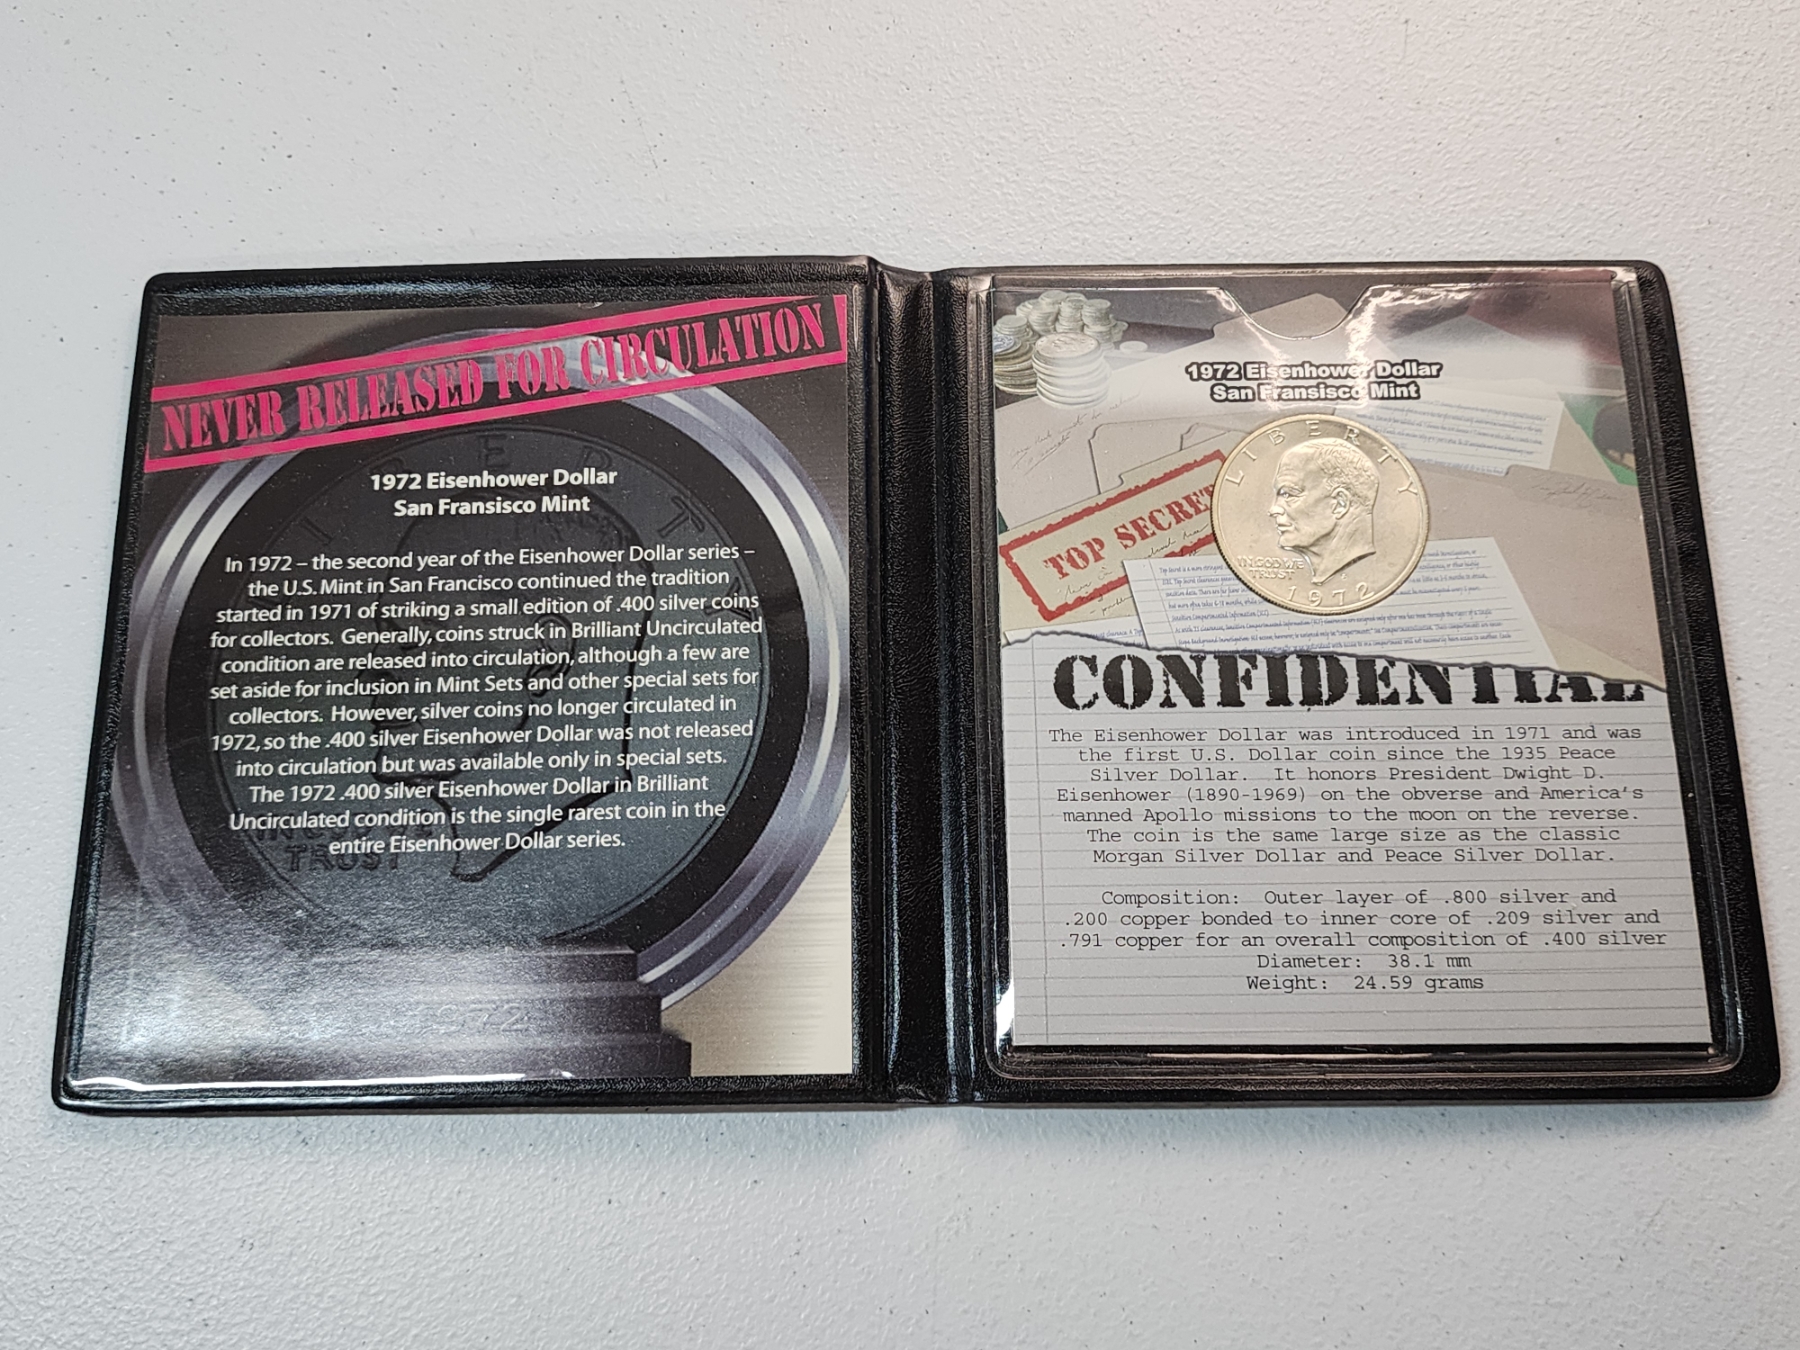 NEVER RELEASED FOR CIRCULATION
1972 Eisenhower Dollar
San Fransisco Mint
In 1972 – the second year of the Eisenhower Dollar series –
the U.S. Mint in San Francisco continued the tradition
started in 1971 of striking a small edition of .400 silver coins
for collectors. Generally, coins struck in Brilliant Uncirculated
condition are released into circulation, although a few are
set aside for inclusion in Mint Sets and other special sets for
collectors. However, silver coins no longer circulated in
1972, so the .400 silver Eisenhower Dollar was not released
into circulation but was available only in special sets.
The 1972 .400 silver Eisenhower Dollar in Brilliant
Uncirculated condition is the single rarest coin in the
entire Eisenhower Dollar series.
TRUST
1972 Eisenhower Dollar
San Fransisco Mint
LIBERTY
IN GOD WE
TRUST
S
1972
TOP SECRET
CONFIDENTIAL
The Eisenhower Dollar was introduced in 1971 and was
the first U.S. Dollar coin since the 1935 Peace
Silver Dollar. It honors President Dwight D.
Eisenhower (1890-1969) on the obverse and America's
manned Apollo missions to the moon on the reverse.
The coin is the same large size as the classic
Morgan Silver Dollar and Peace Silver Dollar.
Composition: Outer layer of .800 silver and
.200 copper bonded to inner core of .209 silver and
.791 copper for an overall composition of .400 silver
Diameter: 38.1 mm
Weight: 24.59 grams